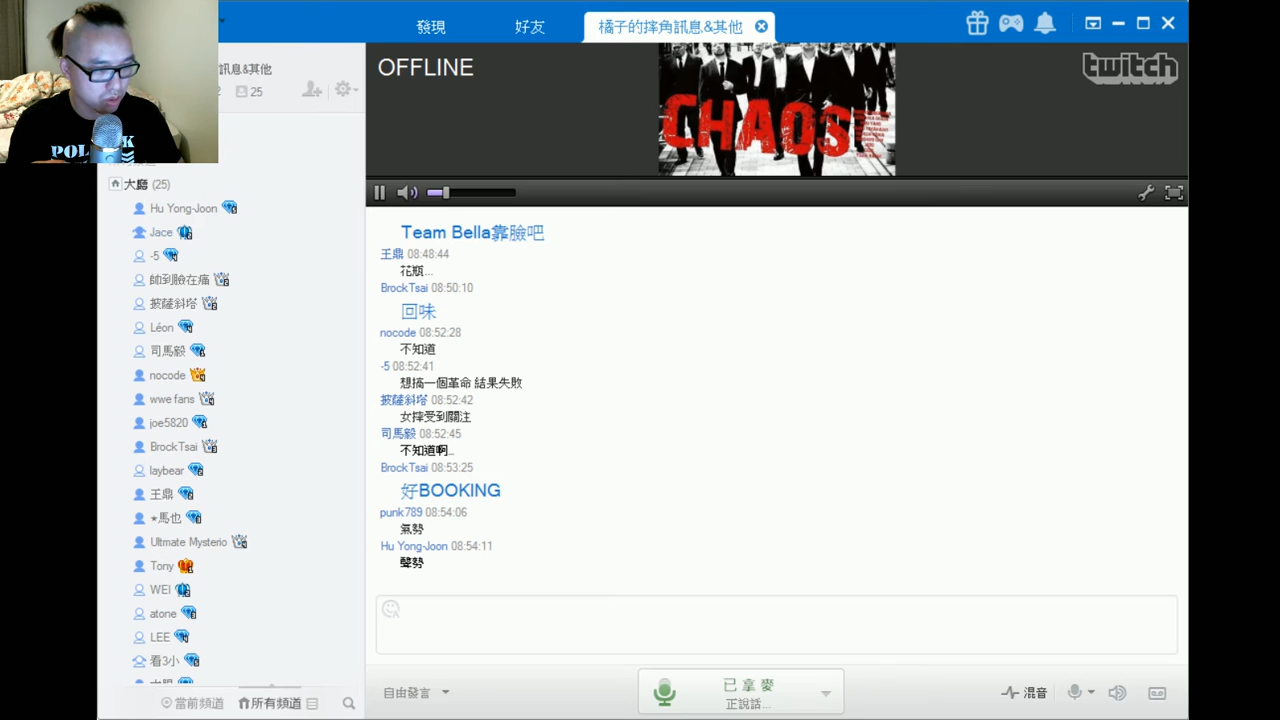 發現
好友
橘子的摔角訊息&其他
訊息&其他
25
大廳 (25)
Hu Yong-Joon
Jace
-5
帥到臉在痛
披薩斜塔
Léon
司馬毅
nocode
wwe fans
joe5820
BrockTsai
laybear
王鼎
★馬也
Ultmate Mysterio
Tony
WEI
atone
LEE
看3小
當前頻道
所有頻道
OFFLINE
CHAOS
twitch
Team Bella靠臉吧
王鼎 08:48:44
花瓶...
BrockTsai 08:50:10
回味
nocode 08:52:28
不知道
-5 08:52:41
想搞一個革命 結果失敗
披薩斜塔 08:52:42
女摔受到關注
司馬毅 08:52:45
不知道啊...
BrockTsai 08:53:25
好BOOKING
punk789 08:54:06
氣勢
Hu Yong-Joon 08:54:11
聲勢
自由發言
已拿麥
正說話...
混音